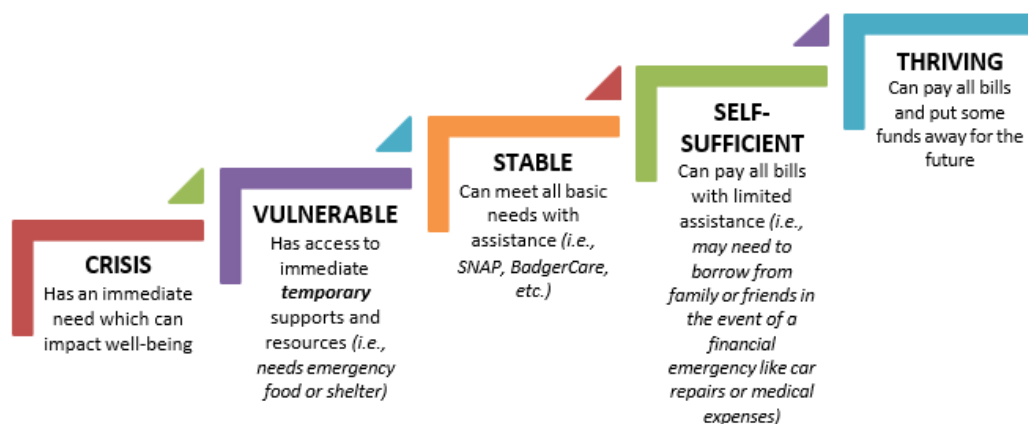 CRISIS
Has an immediate
need which can
impact well-being
VULNERABLE
Has access to
immediate
temporary
supports and
resources (i.e.,
needs emergency
food or shelter)
STABLE
Can meet all basic
needs with
assistance (i.e.,
SNAP, BadgerCare,
etc.)
SELF-
SUFFICIENT
Can pay all bills
with limited
assistance (i.e.,
may need to
borrow from
family or friends in
the event of a
financial
emergency like car
repairs or medical
expenses)
THRIVING
Can pay all bills
and put some
funds away for the
future